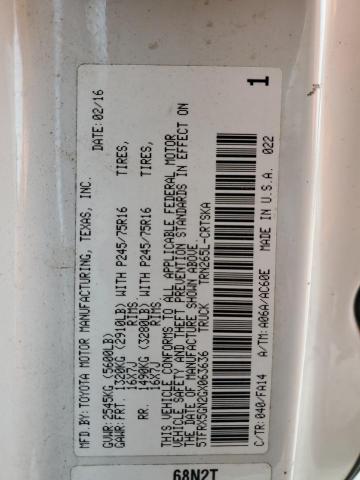 MFD.BY:TOYOTA MOTOR MANUFACTURING, TEXAS, INC. DATE: 02/16
GVWR: 2545KG (5600LB)
GAWR: FRT. 1320KG (2910LB) WITH P245/75R16 TIRES,
16X7J RIMS,
RR. 1490KG (3280LB) WITH P245/75R16 TIRES,
16X7J RIMS,
THIS VEHICLE CONFORMS TO ALL APPLICABLE FEDERAL MOTOR
VEHICLE SAFETY AND THEFT PREVENTION STANDARDS IN EFFECT ON
THE DATE OF MANUFACTURE SHOWN ABOVE.
5TFRX5GN2GX063636 TRUCK TRN265L-CRTSKA
1
C/TR: 040/FA14 A/TM: A06A/AC60E MADE IN U.S.A. 022
68N2T